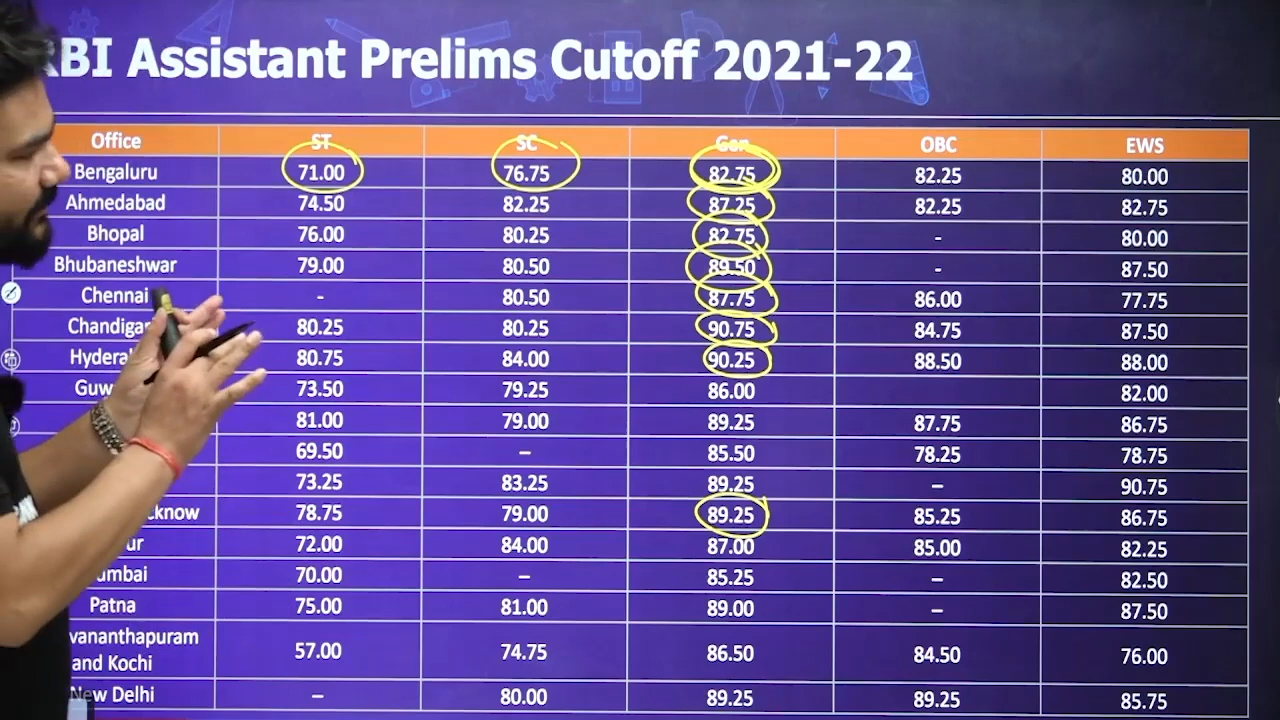 RBI Assistant Prelims Cutoff 2021-22
Office ST SC Gen OBC EWS
Bengaluru 71.00 76.75 82.75 82.25 80.00
Ahmedabad 74.50 82.25 87.25 82.25 82.75
Bhopal 76.00 80.25 82.75 - 80.00
Bhubaneshwar 79.00 80.50 89.50 - 87.50
Chennai - 80.50 87.75 86.00 77.75
Chandigar 80.25 80.25 90.75 84.75 87.50
Hydera 80.75 84.00 90.25 88.50 88.00
Guw 73.50 79.25 86.00 82.00
81.00 79.00 89.25 87.75 86.75
69.50 – 85.50 78.25 78.75
73.25 83.25 89.25 – 90.75
cknow 78.75 79.00 89.25 85.25 86.75
ur 72.00 84.00 87.00 85.00 82.25
umbai 70.00 – 85.25 – 82.50
Patna 75.00 81.00 89.00 – 87.50
vananthapuram
and Kochi 57.00 74.75 86.50 84.50 76.00
New Delhi – 80.00 89.25 89.25 85.75